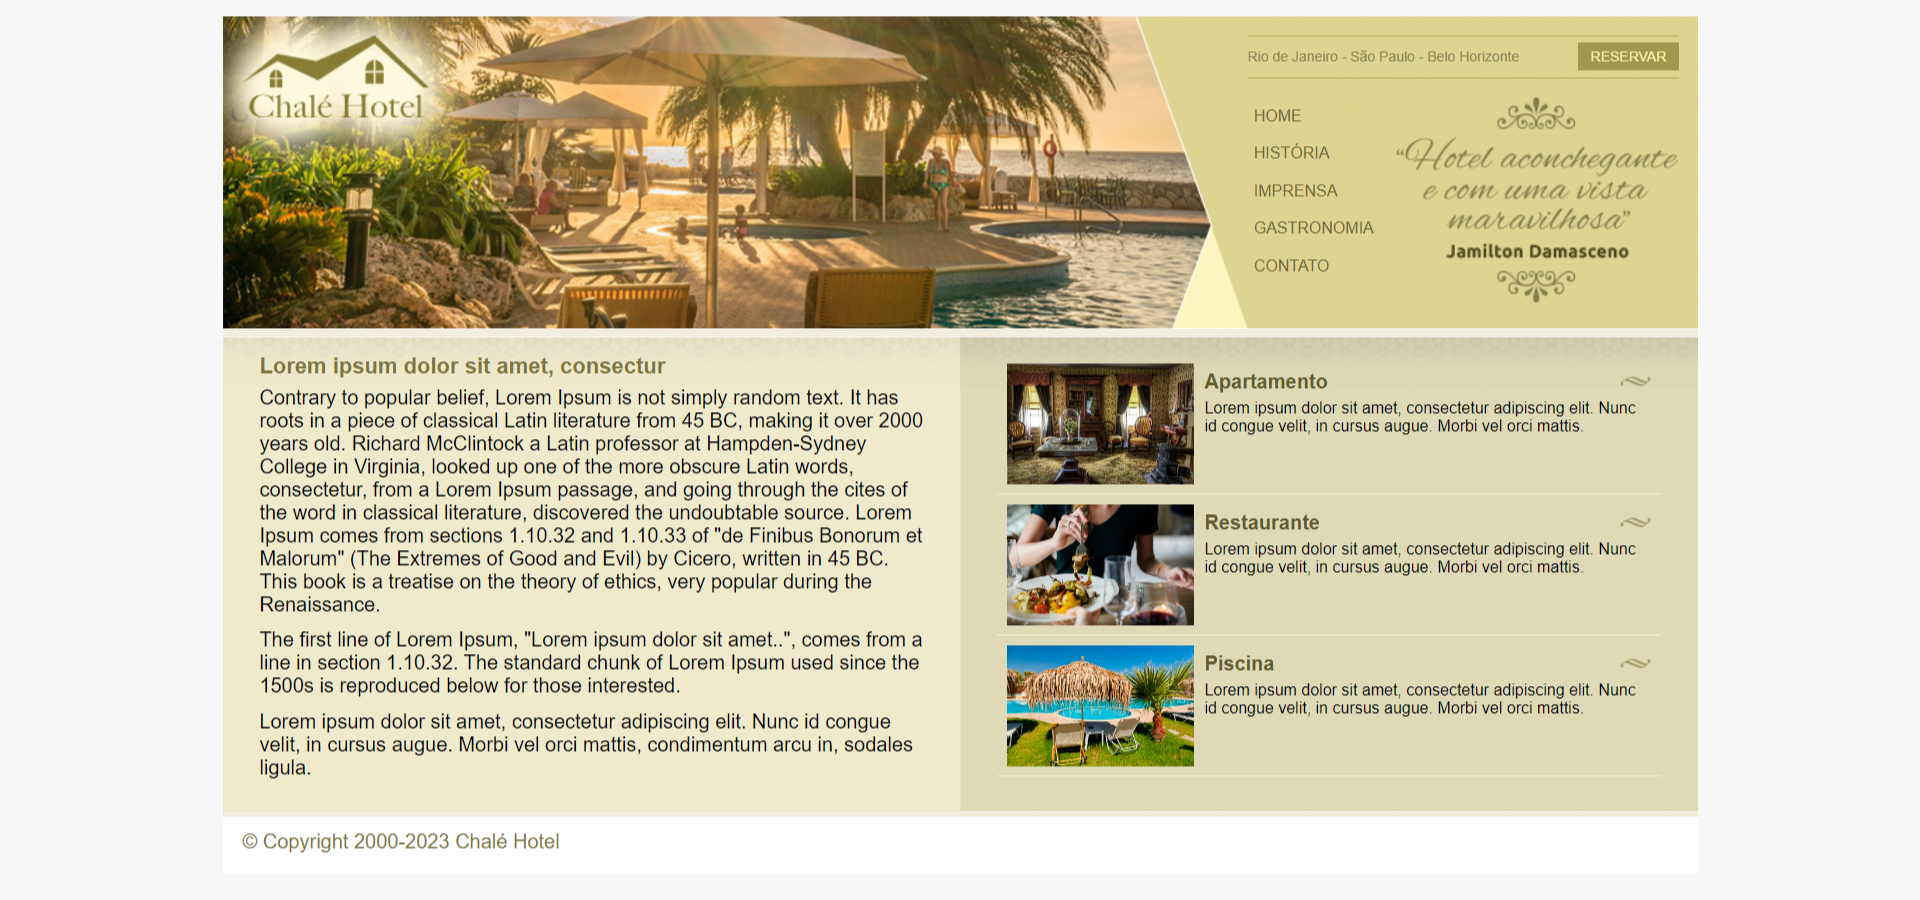 Chalé Hotel
Rio de Janeiro - São Paulo - Belo Horizonte
RESERVAR
HOME
HISTÓRIA
IMPRENSA
GASTRONOMIA
CONTATO
“Hotel aconchegante
e com uma vista
maravilhosa”
Jamilton Damasceno
Lorem ipsum dolor sit amet, consectur
Contrary to popular belief, Lorem Ipsum is not simply random text. It has
roots in a piece of classical Latin literature from 45 BC, making it over 2000
years old. Richard McClintock a Latin professor at Hampden-Sydney
College in Virginia, looked up one of the more obscure Latin words,
consectetur, from a Lorem Ipsum passage, and going through the cites of
the word in classical literature, discovered the undoubtable source. Lorem
Ipsum comes from sections 1.10.32 and 1.10.33 of "de Finibus Bonorum et
Malorum" (The Extremes of Good and Evil) by Cicero, written in 45 BC.
This book is a treatise on the theory of ethics, very popular during the
Renaissance.
The first line of Lorem Ipsum, "Lorem ipsum dolor sit amet..", comes from a
line in section 1.10.32. The standard chunk of Lorem Ipsum used since the
1500s is reproduced below for those interested.
Lorem ipsum dolor sit amet, consectetur adipiscing elit. Nunc id congue
velit, in cursus augue. Morbi vel orci mattis, condimentum arcu in, sodales
ligula.
Apartamento
Lorem ipsum dolor sit amet, consectetur adipiscing elit. Nunc
id congue velit, in cursus augue. Morbi vel orci mattis.
Restaurante
Lorem ipsum dolor sit amet, consectetur adipiscing elit. Nunc
id congue velit, in cursus augue. Morbi vel orci mattis.
Piscina
Lorem ipsum dolor sit amet, consectetur adipiscing elit. Nunc
id congue velit, in cursus augue. Morbi vel orci mattis.
© Copyright 2000-2023 Chalé Hotel